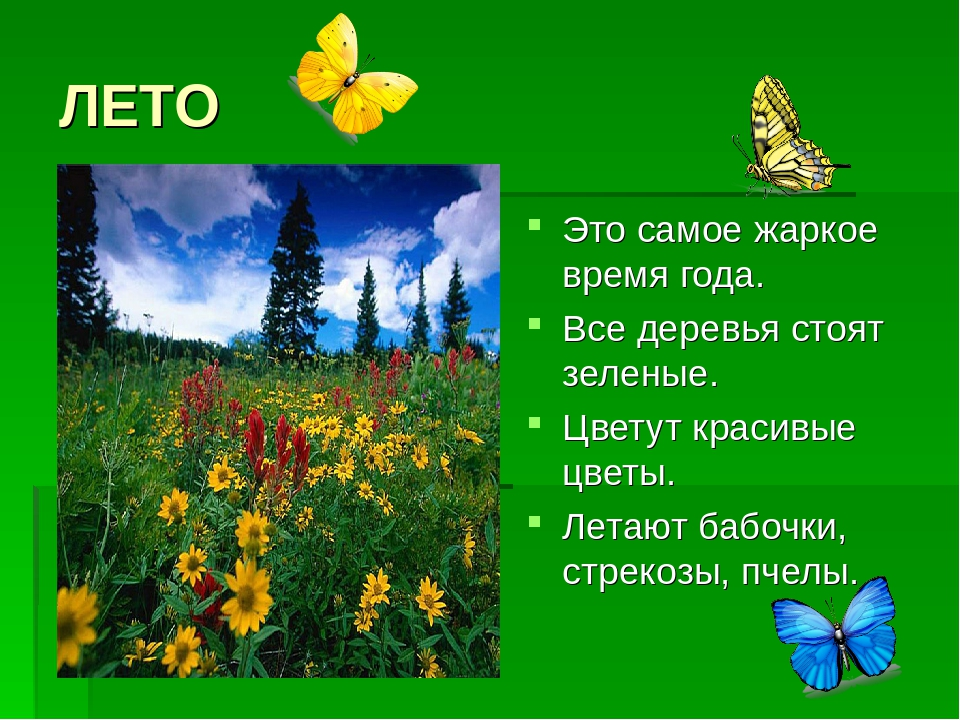 ЛЕТО
Это самое жаркое
время года.
Все деревья стоят
зеленые.
Цветут красивые
цветы.
Летают бабочки,
стрекозы, пчелы.